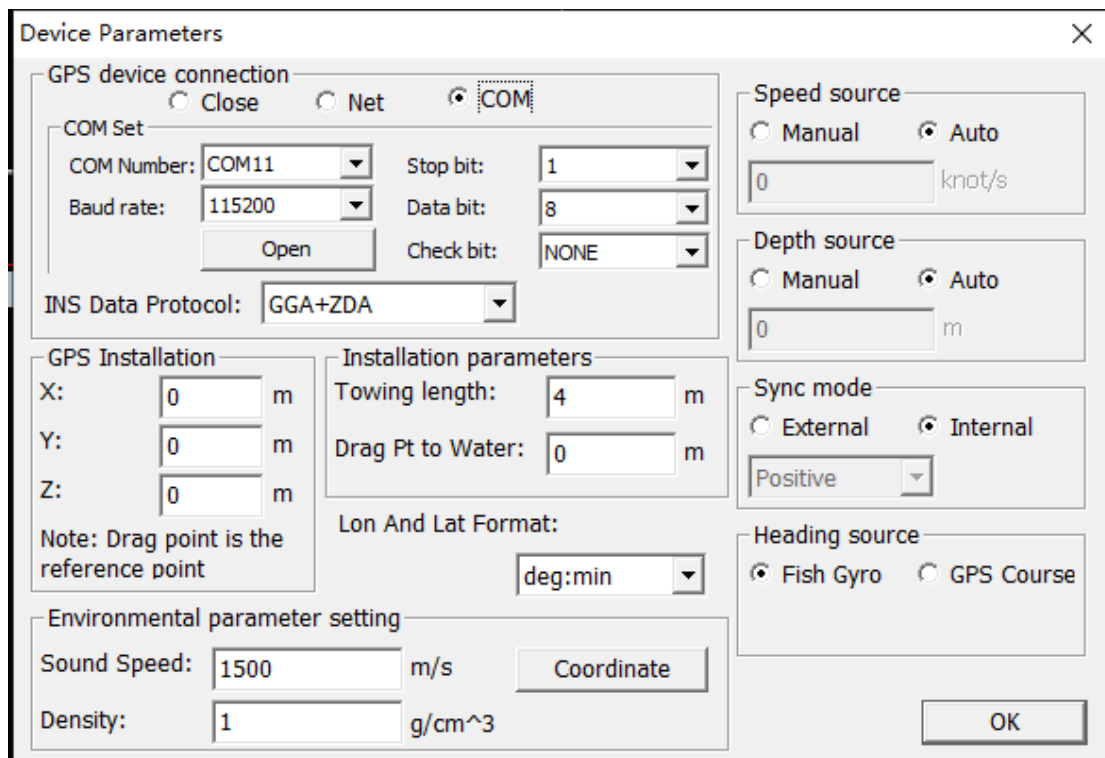 Device Parameters
GPS device connection
Close Net COM
COM Set
COM Number: COM11 Stop bit: 1
Baud rate: 115200 Data bit: 8
Open Check bit: NONE
INS Data Protocol: GGA+ZDA
GPS Installation
X: 0 m
Y: 0 m
Z: 0 m
Note: Drag point is the
reference point
Installation parameters
Towing length: 4 m
Drag Pt to Water: 0 m
Lon And Lat Format:
deg:min
Environmental parameter setting
Sound Speed: 1500 m/s Coordinate
Density: 1 g/cm^3
Speed source
Manual Auto
0 knot/s
Depth source
Manual Auto
0 m
Sync mode
External Internal
Positive
Heading source
Fish Gyro GPS Course
OK